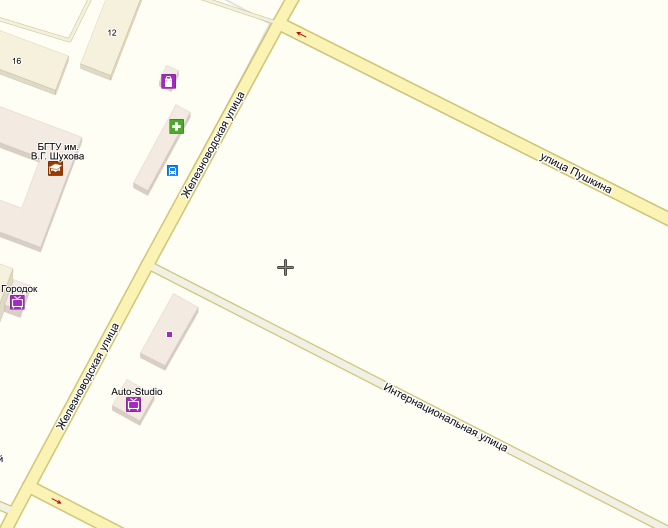 12
16
Железноводская улица
БГТУ им.
В.Г. Шухова
улица Пушкина
Городок
Железноводская улица
Auto-Studio
Интернациональная улица
й